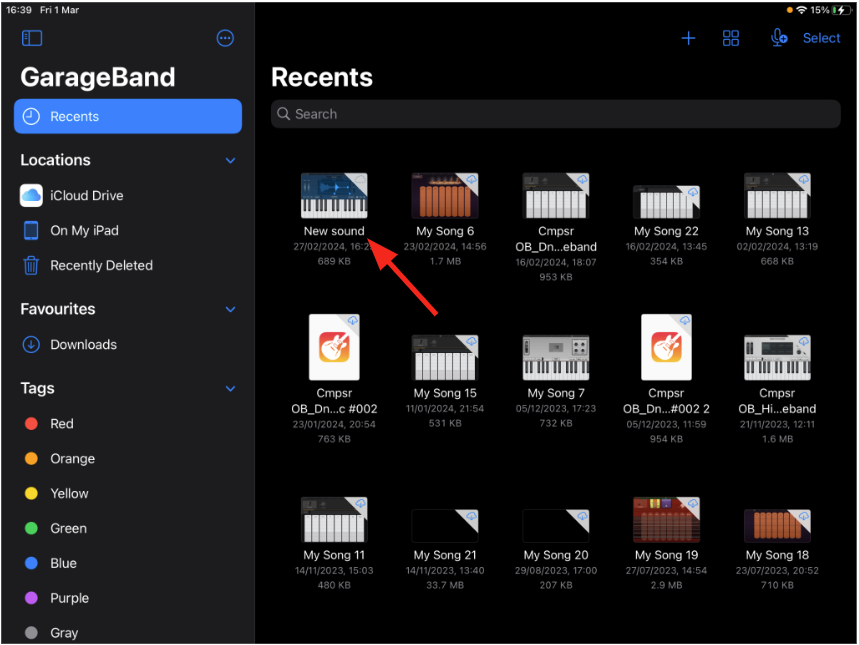 16:39 Fri 1 Mar
15%
GarageBand
Recents
Locations
iCloud Drive
On My iPad
Recently Deleted
Favourites
Downloads
Tags
Red
Orange
Yellow
Green
Blue
Purple
Gray
Select
Recents
Search
New sound
27/02/2024, 16:2
689 KB
My Song 6
23/02/2024, 14:56
1.7 MB
Cmpsr
OB_Dn...eband
16/02/2024, 18:07
953 KB
My Song 22
16/02/2024, 13:45
354 KB
My Song 13
02/02/2024, 13:19
668 KB
Cmpsr
OB_Dn...c #002
23/01/2024, 20:54
763 KB
My Song 15
11/01/2024, 21:54
531 KB
My Song 7
05/12/2023, 17:23
732 KB
Cmpsr
OB_Dn...#002 2
05/12/2023, 11:59
954 KB
Cmpsr
OB_Hi...eband
21/11/2023, 12:11
1.6 MB
My Song 11
14/11/2023, 15:03
480 KB
My Song 21
14/11/2023, 13:40
33.7 MB
My Song 20
29/08/2023, 17:00
207 KB
My Song 19
27/07/2023, 14:54
2.9 MB
My Song 18
23/07/2023, 20:52
710 KB